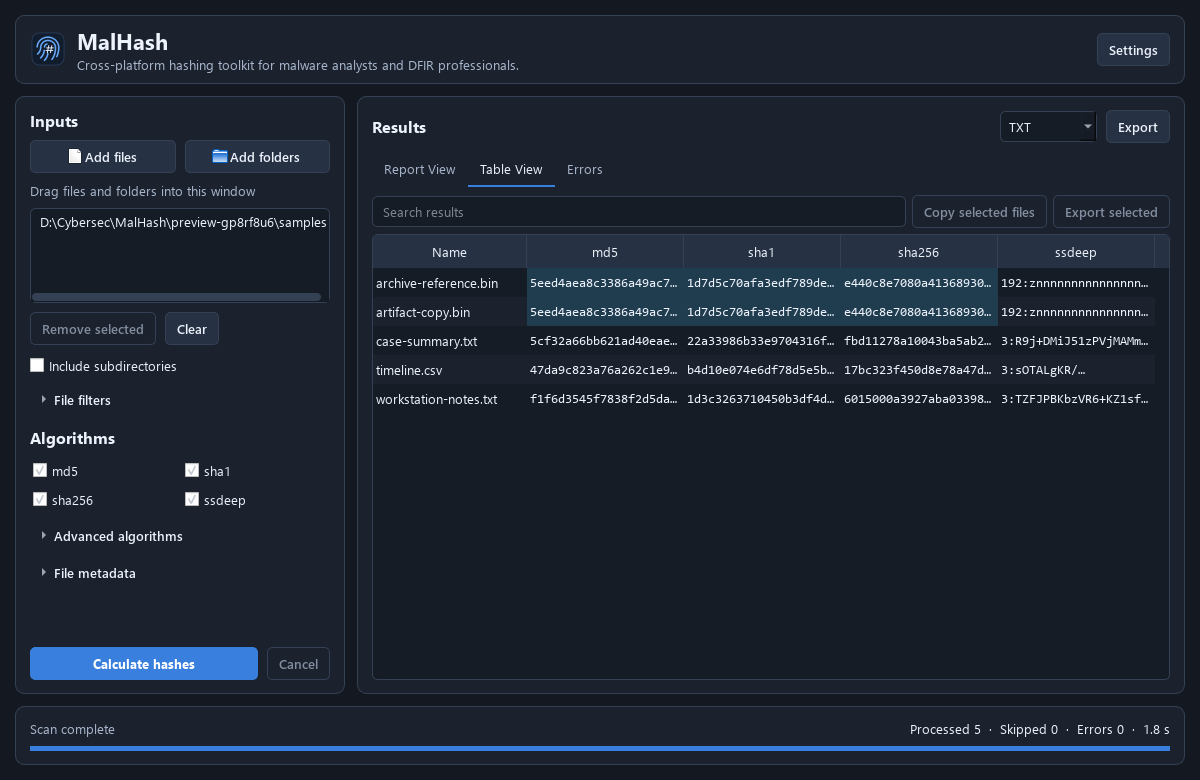 MalHash
Cross-platform hashing toolkit for malware analysts and DFIR professionals.
Settings
Inputs
Add files
Add folders
Drag files and folders into this window
D:\Cybersec\MalHash\preview-gp8rf8u6\samples
Remove selected
Clear
Include subdirectories
File filters
Algorithms
md5
sha1
sha256
ssdeep
Advanced algorithms
File metadata
Calculate hashes
Cancel
Results
TXT
Export
Report View
Table View
Errors
Search results
Copy selected files
Export selected
Name md5 sha1 sha256 ssdeep
archive-reference.bin 5eed4aea8c3386a49ac7… 1d7d5c70afa3edf789de… e440c8e7080a41368930… 192:znnnnnnnnnnnnnnnn…
artifact-copy.bin 5eed4aea8c3386a49ac7… 1d7d5c70afa3edf789de… e440c8e7080a41368930… 192:znnnnnnnnnnnnnnnn…
case-summary.txt 5cf32a66bb621ad40eae… 22a33986b33e9704316f… fbd11278a10043ba5ab2… 3:R9j+DMiJ51zPVjMAMm…
timeline.csv 47da9c823a76a262c1e9… b4d10e074e6df78d5e5b… 17bc323f450d8e78a47d… 3:sOTALgKR/…
workstation-notes.txt f1f6d3545f7838f2d5da… 1d3c3263710450b3df4d… 6015000a3927aba03398… 3:TZFJPBKbzVR6+KZ1sf…
Scan complete
Processed 5 · Skipped 0 · Errors 0 · 1.8 s